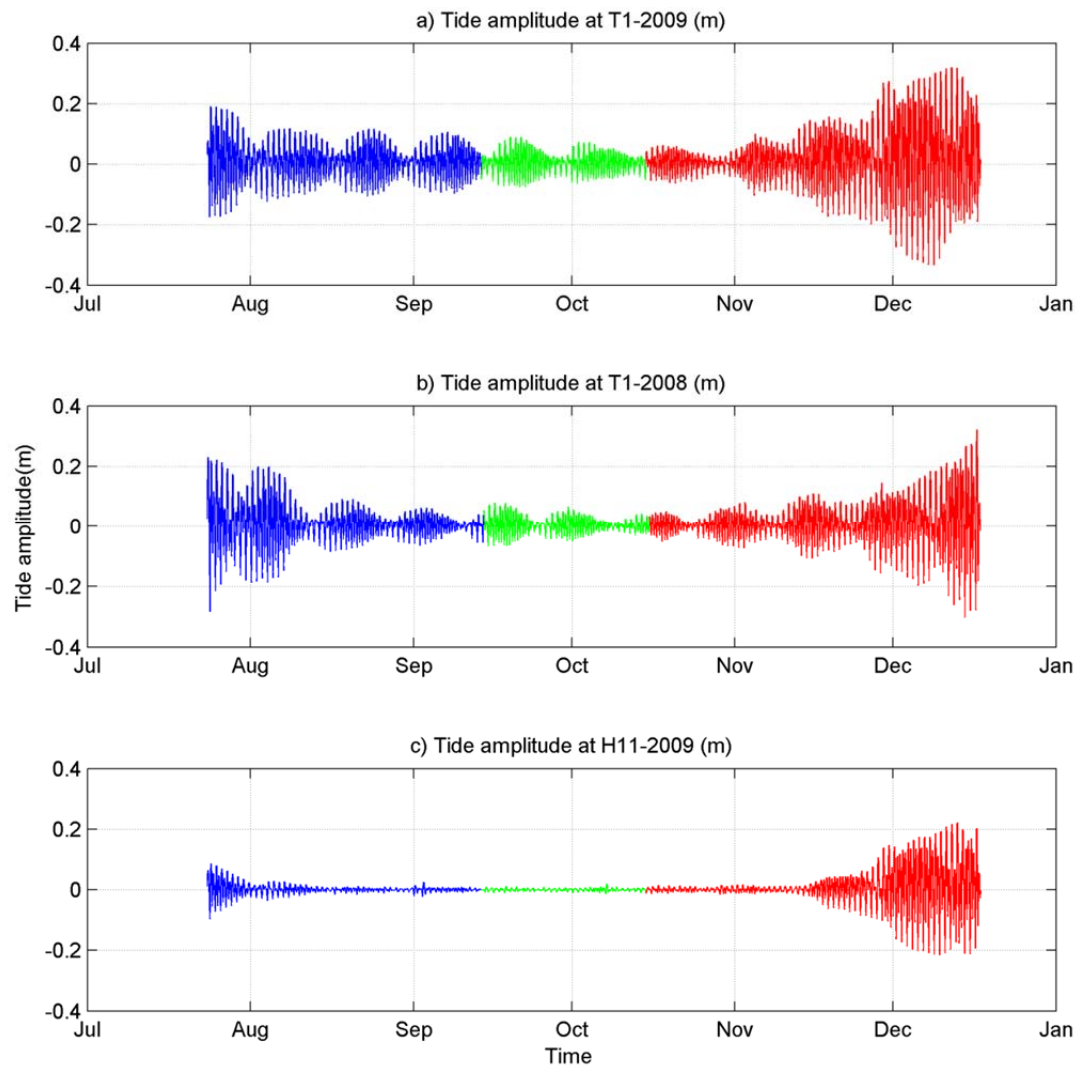 a) Tide amplitude at T1-2009 (m)
0.4
0.2
0
-0.2
-0.4
Jul Aug Sep Oct Nov Dec Jan
b) Tide amplitude at T1-2008 (m)
0.4
0.2
0
-0.2
-0.4
Jul Aug Sep Oct Nov Dec Jan
Tide amplitude(m)
c) Tide amplitude at H11-2009 (m)
0.4
0.2
0
-0.2
-0.4
Jul Aug Sep Oct Nov Dec Jan
Time